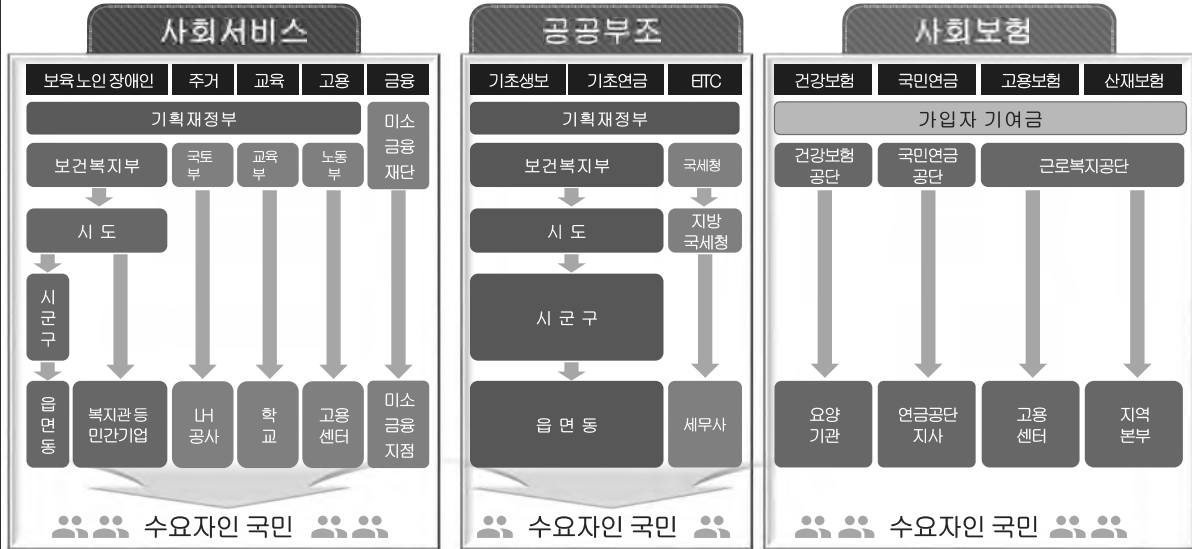 사회서비스
보육 노인 장애인
주거
교육
고용
금융
기획재정부
미소
금융
재단
보건복지부
국토
부
교육
부
노동
부
시 도
시
군
구
읍
면
동
복지관 등
민간기업
LH
공사
학
교
고용
센터
미소
금융
지점
수요자인 국민
공공부조
기초생보
기초연금
EITC
기획재정부
보건복지부
국세청
시 도
지방
국세청
시 군 구
읍 면 동
세무사
수요자인 국민
사회보험
건강보험
국민연금
고용보험
산재보험
가입자 기여금
건강보험
공단
국민연금
공단
근로복지공단
요양
기관
연금공단
지사
고용
센터
지역
본부
수요자인 국민